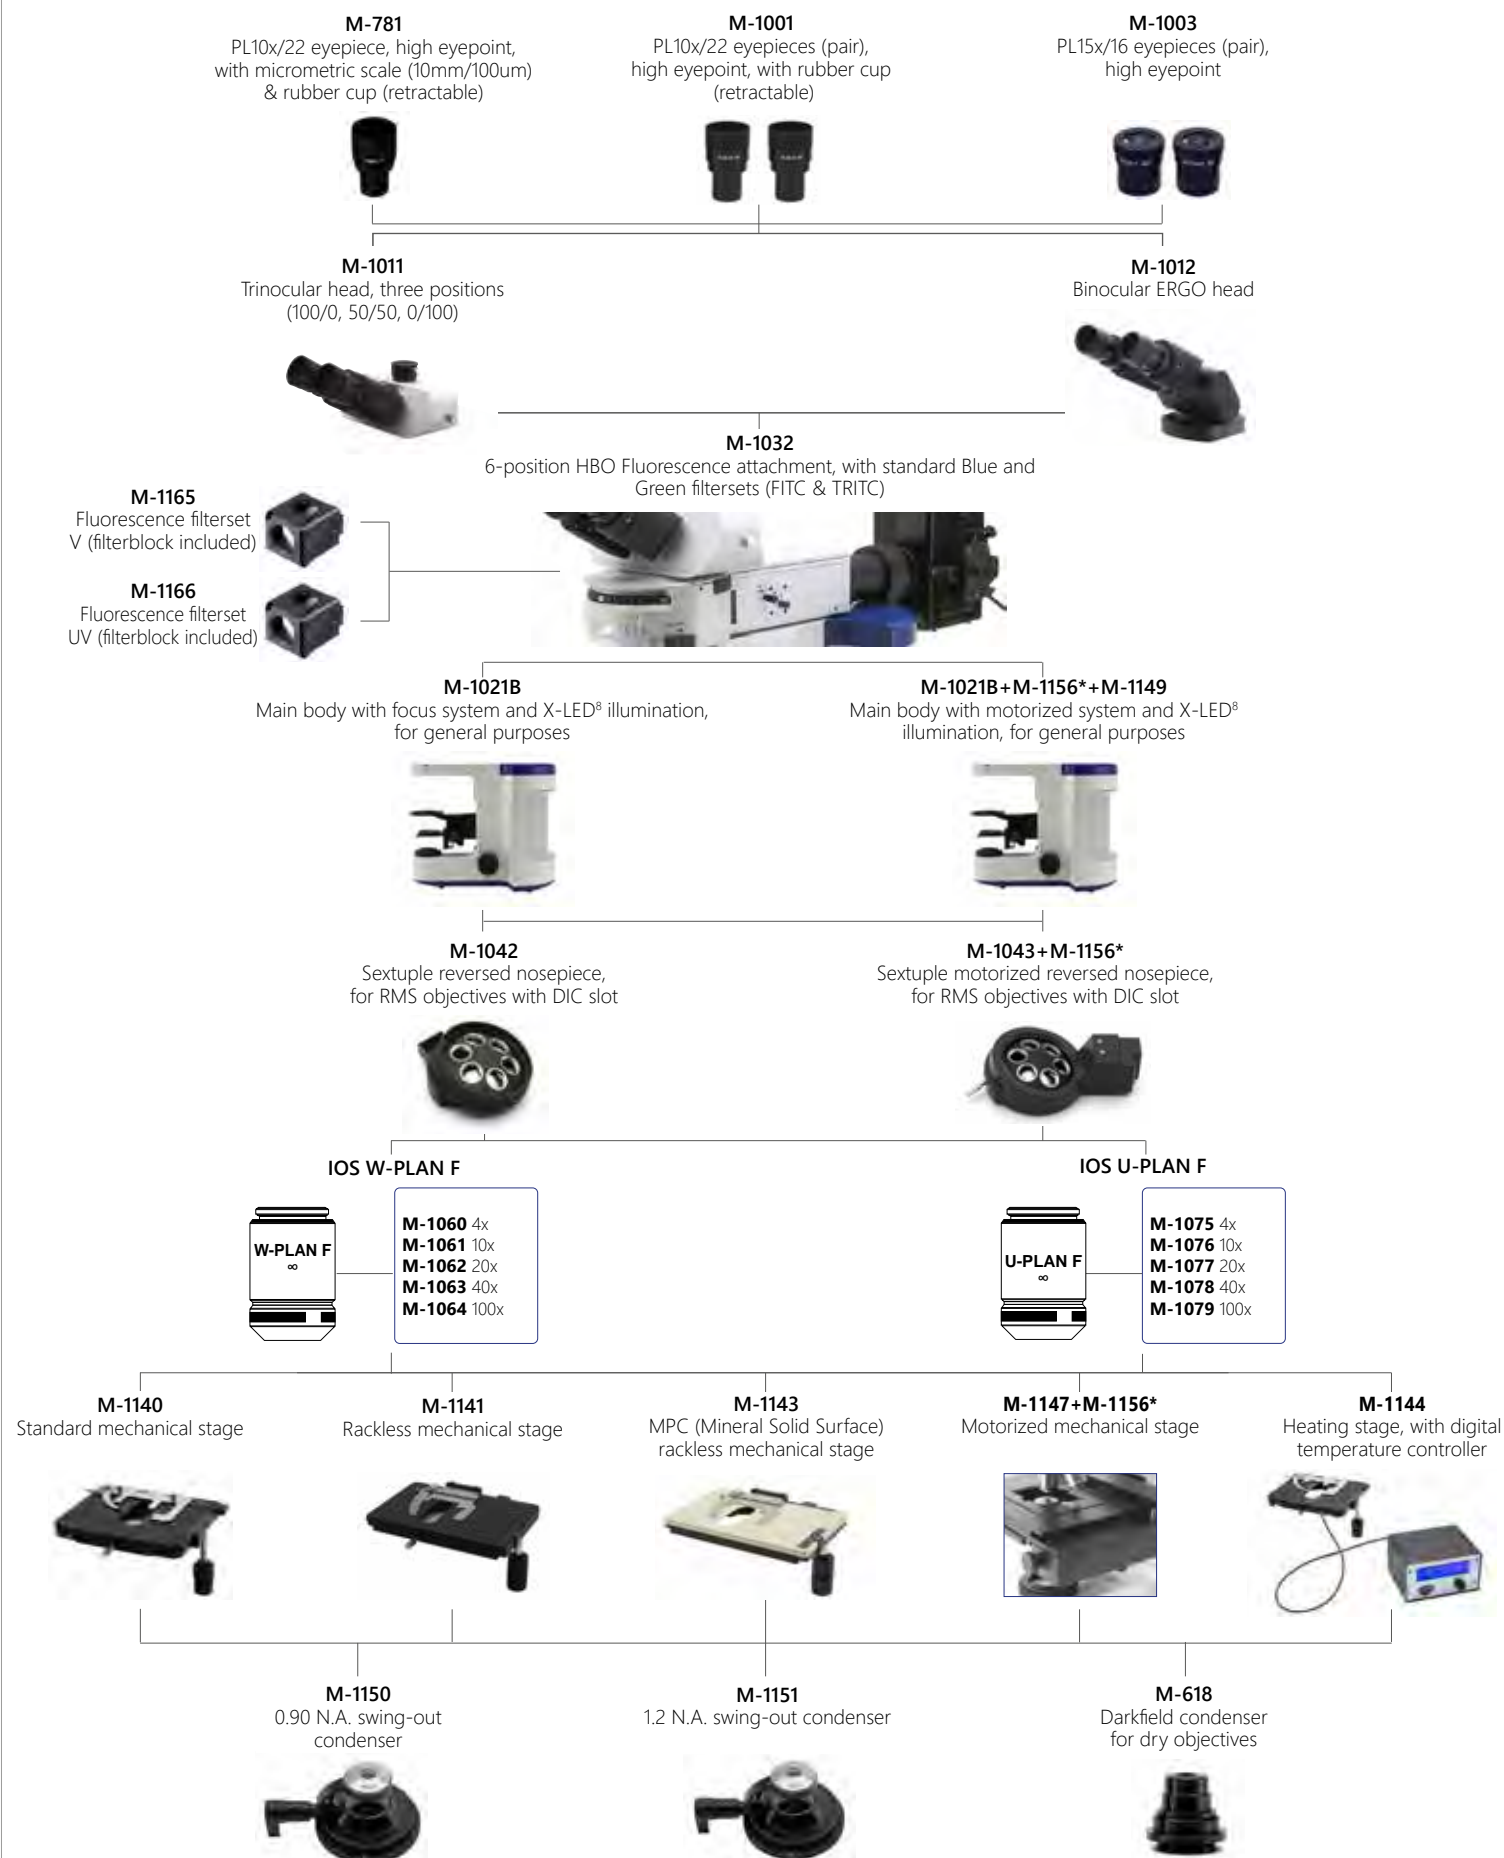 M-781
PL10x/22 eyepiece, high eyepoint,
with micrometric scale (10mm/100um)
& rubber cup (retractable)
M-1001
PL10x/22 eyepieces (pair),
high eyepoint, with rubber cup
(retractable)
M-1003
PL15x/16 eyepieces (pair),
high eyepoint
M-1011
Trinocular head, three positions
(100/0, 50/50, 0/100)
M-1012
Binocular ERGO head
M-1032
6-position HBO Fluorescence attachment, with standard Blue and
Green filtersets (FITC & TRITC)
M-1165
Fluorescence filterset
V (filterblock included)
M-1166
Fluorescence filterset
UV (filterblock included)
M-1021B
Main body with focus system and X-LED⁸ illumination,
for general purposes
M-1021B+M-1156*+M-1149
Main body with motorized system and X-LED⁸
illumination, for general purposes
M-1042
Sextuple reversed nosepiece,
for RMS objectives with DIC slot
M-1043+M-1156*
Sextuple motorized reversed nosepiece,
for RMS objectives with DIC slot
IOS W-PLAN F
W-PLAN F
∞
M-1060 4x
M-1061 10x
M-1062 20x
M-1063 40x
M-1064 100x
IOS U-PLAN F
U-PLAN F
∞
M-1075 4x
M-1076 10x
M-1077 20x
M-1078 40x
M-1079 100x
M-1140
Standard mechanical stage
M-1141
Rackless mechanical stage
M-1143
MPC (Mineral Solid Surface)
rackless mechanical stage
M-1147+M-1156*
Motorized mechanical stage
M-1144
Heating stage, with digital
temperature controller
M-1150
0.90 N.A. swing-out
condenser
M-1151
1.2 N.A. swing-out condenser
M-618
Darkfield condenser
for dry objectives